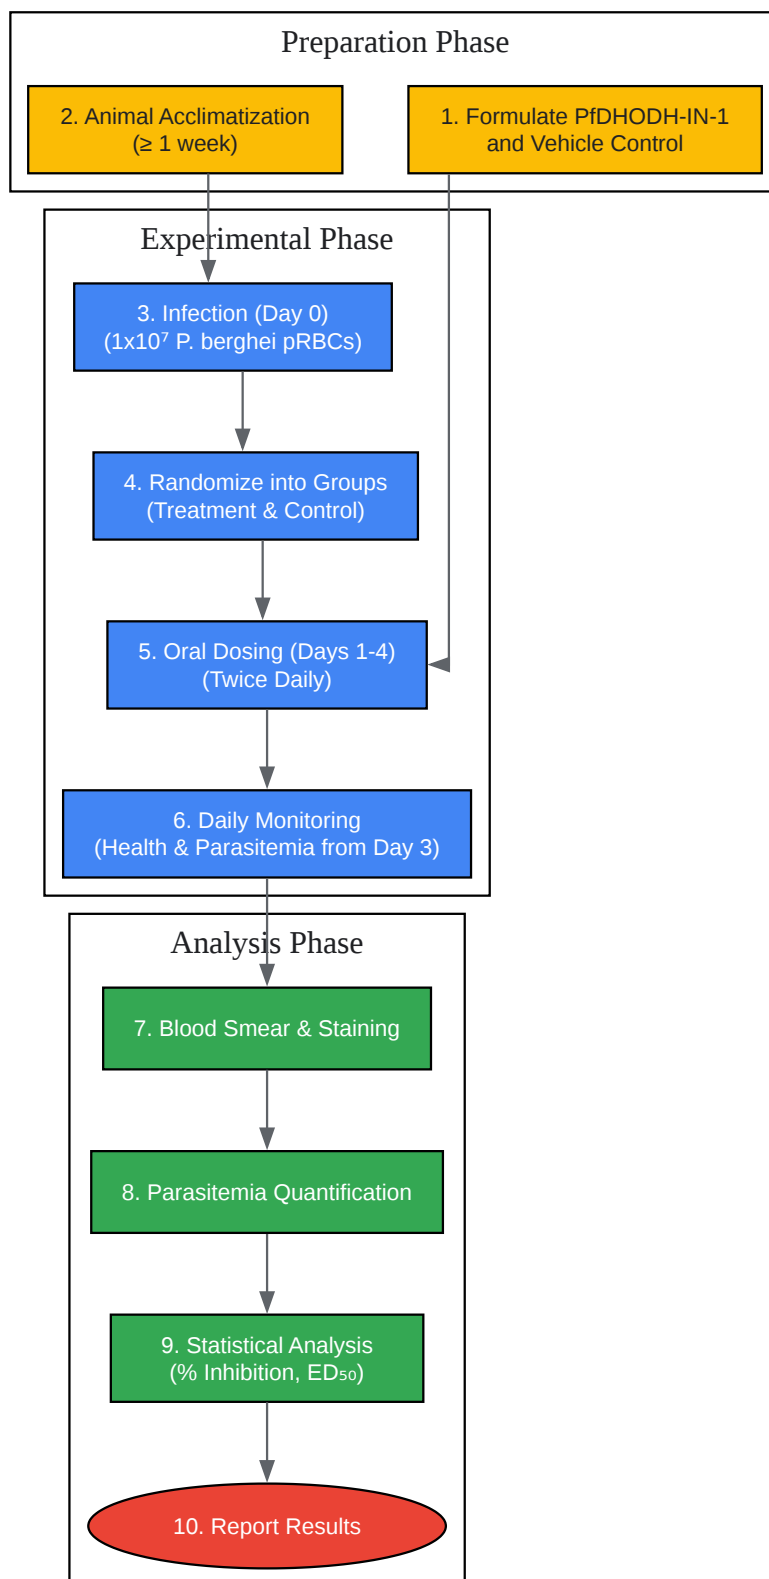 Preparation Phase
2. Animal Acclimatization
(≥ 1 week)
1. Formulate PfDHODH-IN-1
and Vehicle Control
Experimental Phase
3. Infection (Day 0)
(1x10⁷ P. berghei pRBCs)
4. Randomize into Groups
(Treatment & Control)
5. Oral Dosing (Days 1-4)
(Twice Daily)
6. Daily Monitoring
(Health & Parasitemia from Day 3)
Analysis Phase
7. Blood Smear & Staining
8. Parasitemia Quantification
9. Statistical Analysis
(% Inhibition, ED₅₀)
10. Report Results